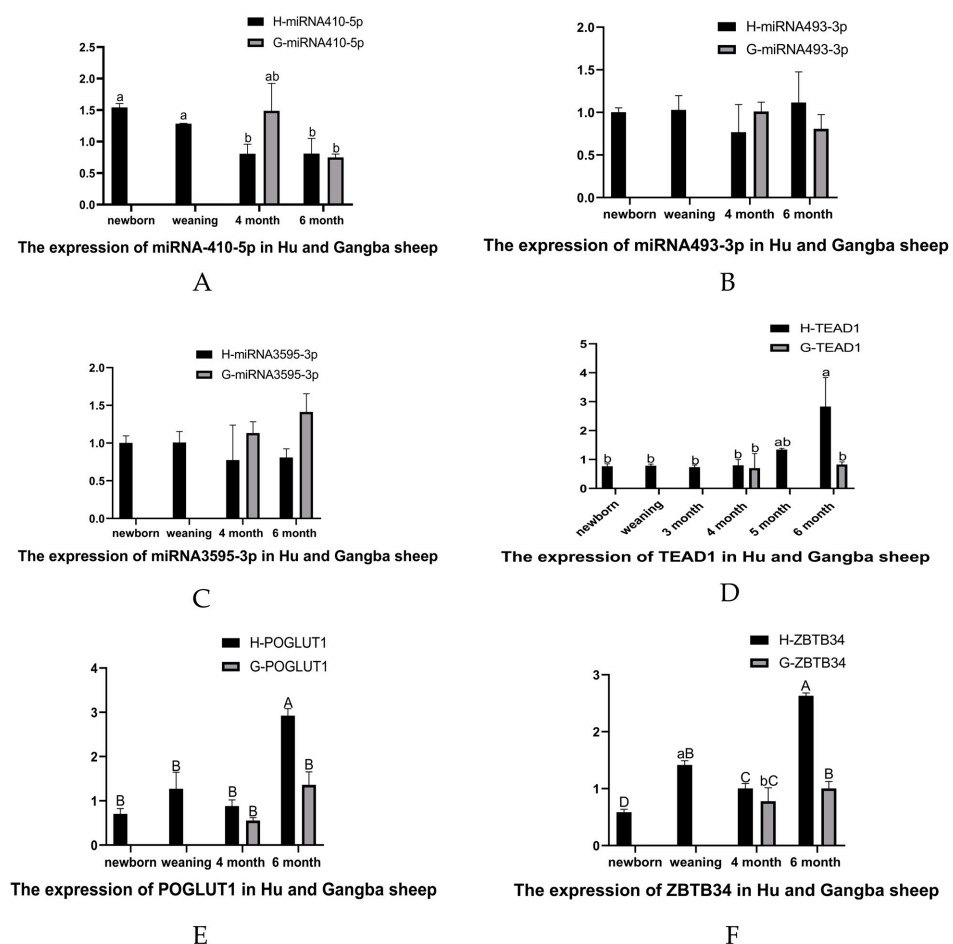 H-miRNA410-5p
G-miRNA410-5p
2.5
2.0
1.5
1.0
0.5
0.0
a
a
b
ab
b
b
newborn weaning 4 month 6 month
The expression of miRNA-410-5p in Hu and Gangba sheep
A
H-miRNA493-3p
G-miRNA493-3p
2.0
1.5
1.0
0.5
0.0
newborn weaning 4 month 6 month
The expression of miRNA493-3p in Hu and Gangba sheep
B
H-miRNA3595-3p
G-miRNA3595-3p
2.0
1.5
1.0
0.5
0.0
newborn weaning 4 month 6 month
The expression of miRNA3595-3p in Hu and Gangba sheep
C
H-TEAD1
G-TEAD1
5
4
3
2
1
0
b
b
b
b
b
ab
a
b
newborn weaning 3 month 4 month 5 month 6 month
The expression of TEAD1 in Hu and Gangba sheep
D
H-POGLUT1
G-POGLUT1
4
3
2
1
0
B
B
B
B
A
B
newborn weaning 4 month 6 month
The expression of POGLUT1 in Hu and Gangba sheep
E
H-ZBTB34
G-ZBTB34
3
2
1
0
D
aB
C
bC
A
B
newborn weaning 4 month 6 month
The expression of ZBTB34 in Hu and Gangba sheep
F